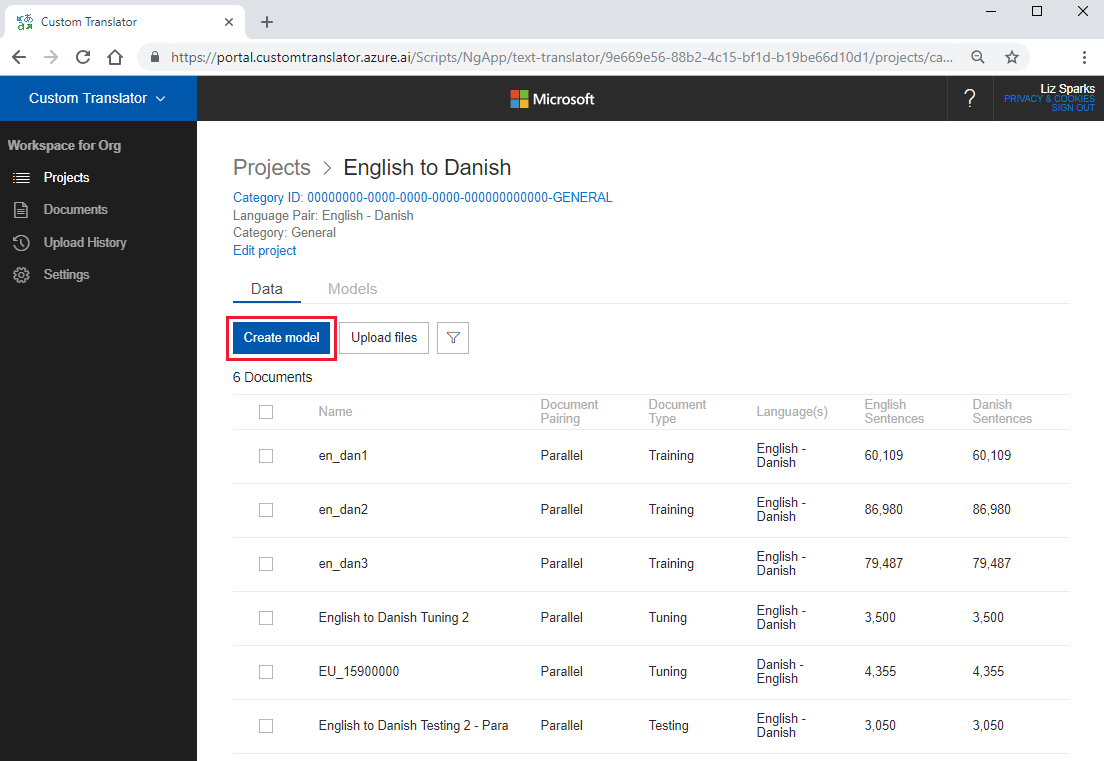 Custom Translator
https://portal.customtranslator.azure.ai/Scripts/NgApp/text-translator/9e669e56-88b2-4c15-bf1d-b19be66d10d1/projects/ca...
Custom Translator
Microsoft
?
Liz Sparks
PRIVACY & COOKIES
SIGN OUT
Workspace for Org
Projects
Documents
Upload History
Settings
Projects > English to Danish
Category ID: 00000000-0000-0000-0000-000000000000-GENERAL
Language Pair: English - Danish
Category: General
Edit project
Data Models
Create model Upload files
6 Documents
Name Document Pairing Document Type Language(s) English Sentences Danish Sentences
en_dan1 Parallel Training English - Danish 60,109 60,109
en_dan2 Parallel Training English - Danish 86,980 86,980
en_dan3 Parallel Training English - Danish 79,487 79,487
English to Danish Tuning 2 Parallel Tuning English - Danish 3,500 3,500
EU_15900000 Parallel Tuning Danish - English 4,355 4,355
English to Danish Testing 2 - Para Parallel Testing English - Danish 3,050 3,050